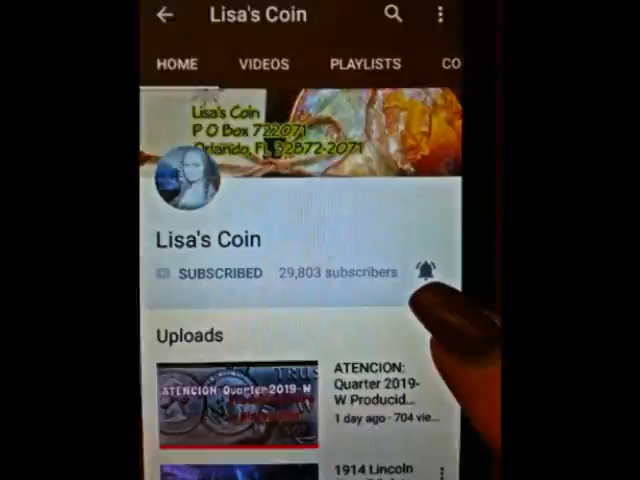 Lisa's Coin
HOME VIDEOS PLAYLISTS CO
Lisa's Coin
P O Box 722071
Orlando, FL 32872-2071
Lisa's Coin
SUBSCRIBED 29,803 subscribers
Uploads
ATENCION: Quarter 2019-W
TRUS
W
ATENCION:
Quarter 2019-
W Producid...
1 day ago · 704 vie...
1914 Lincoln